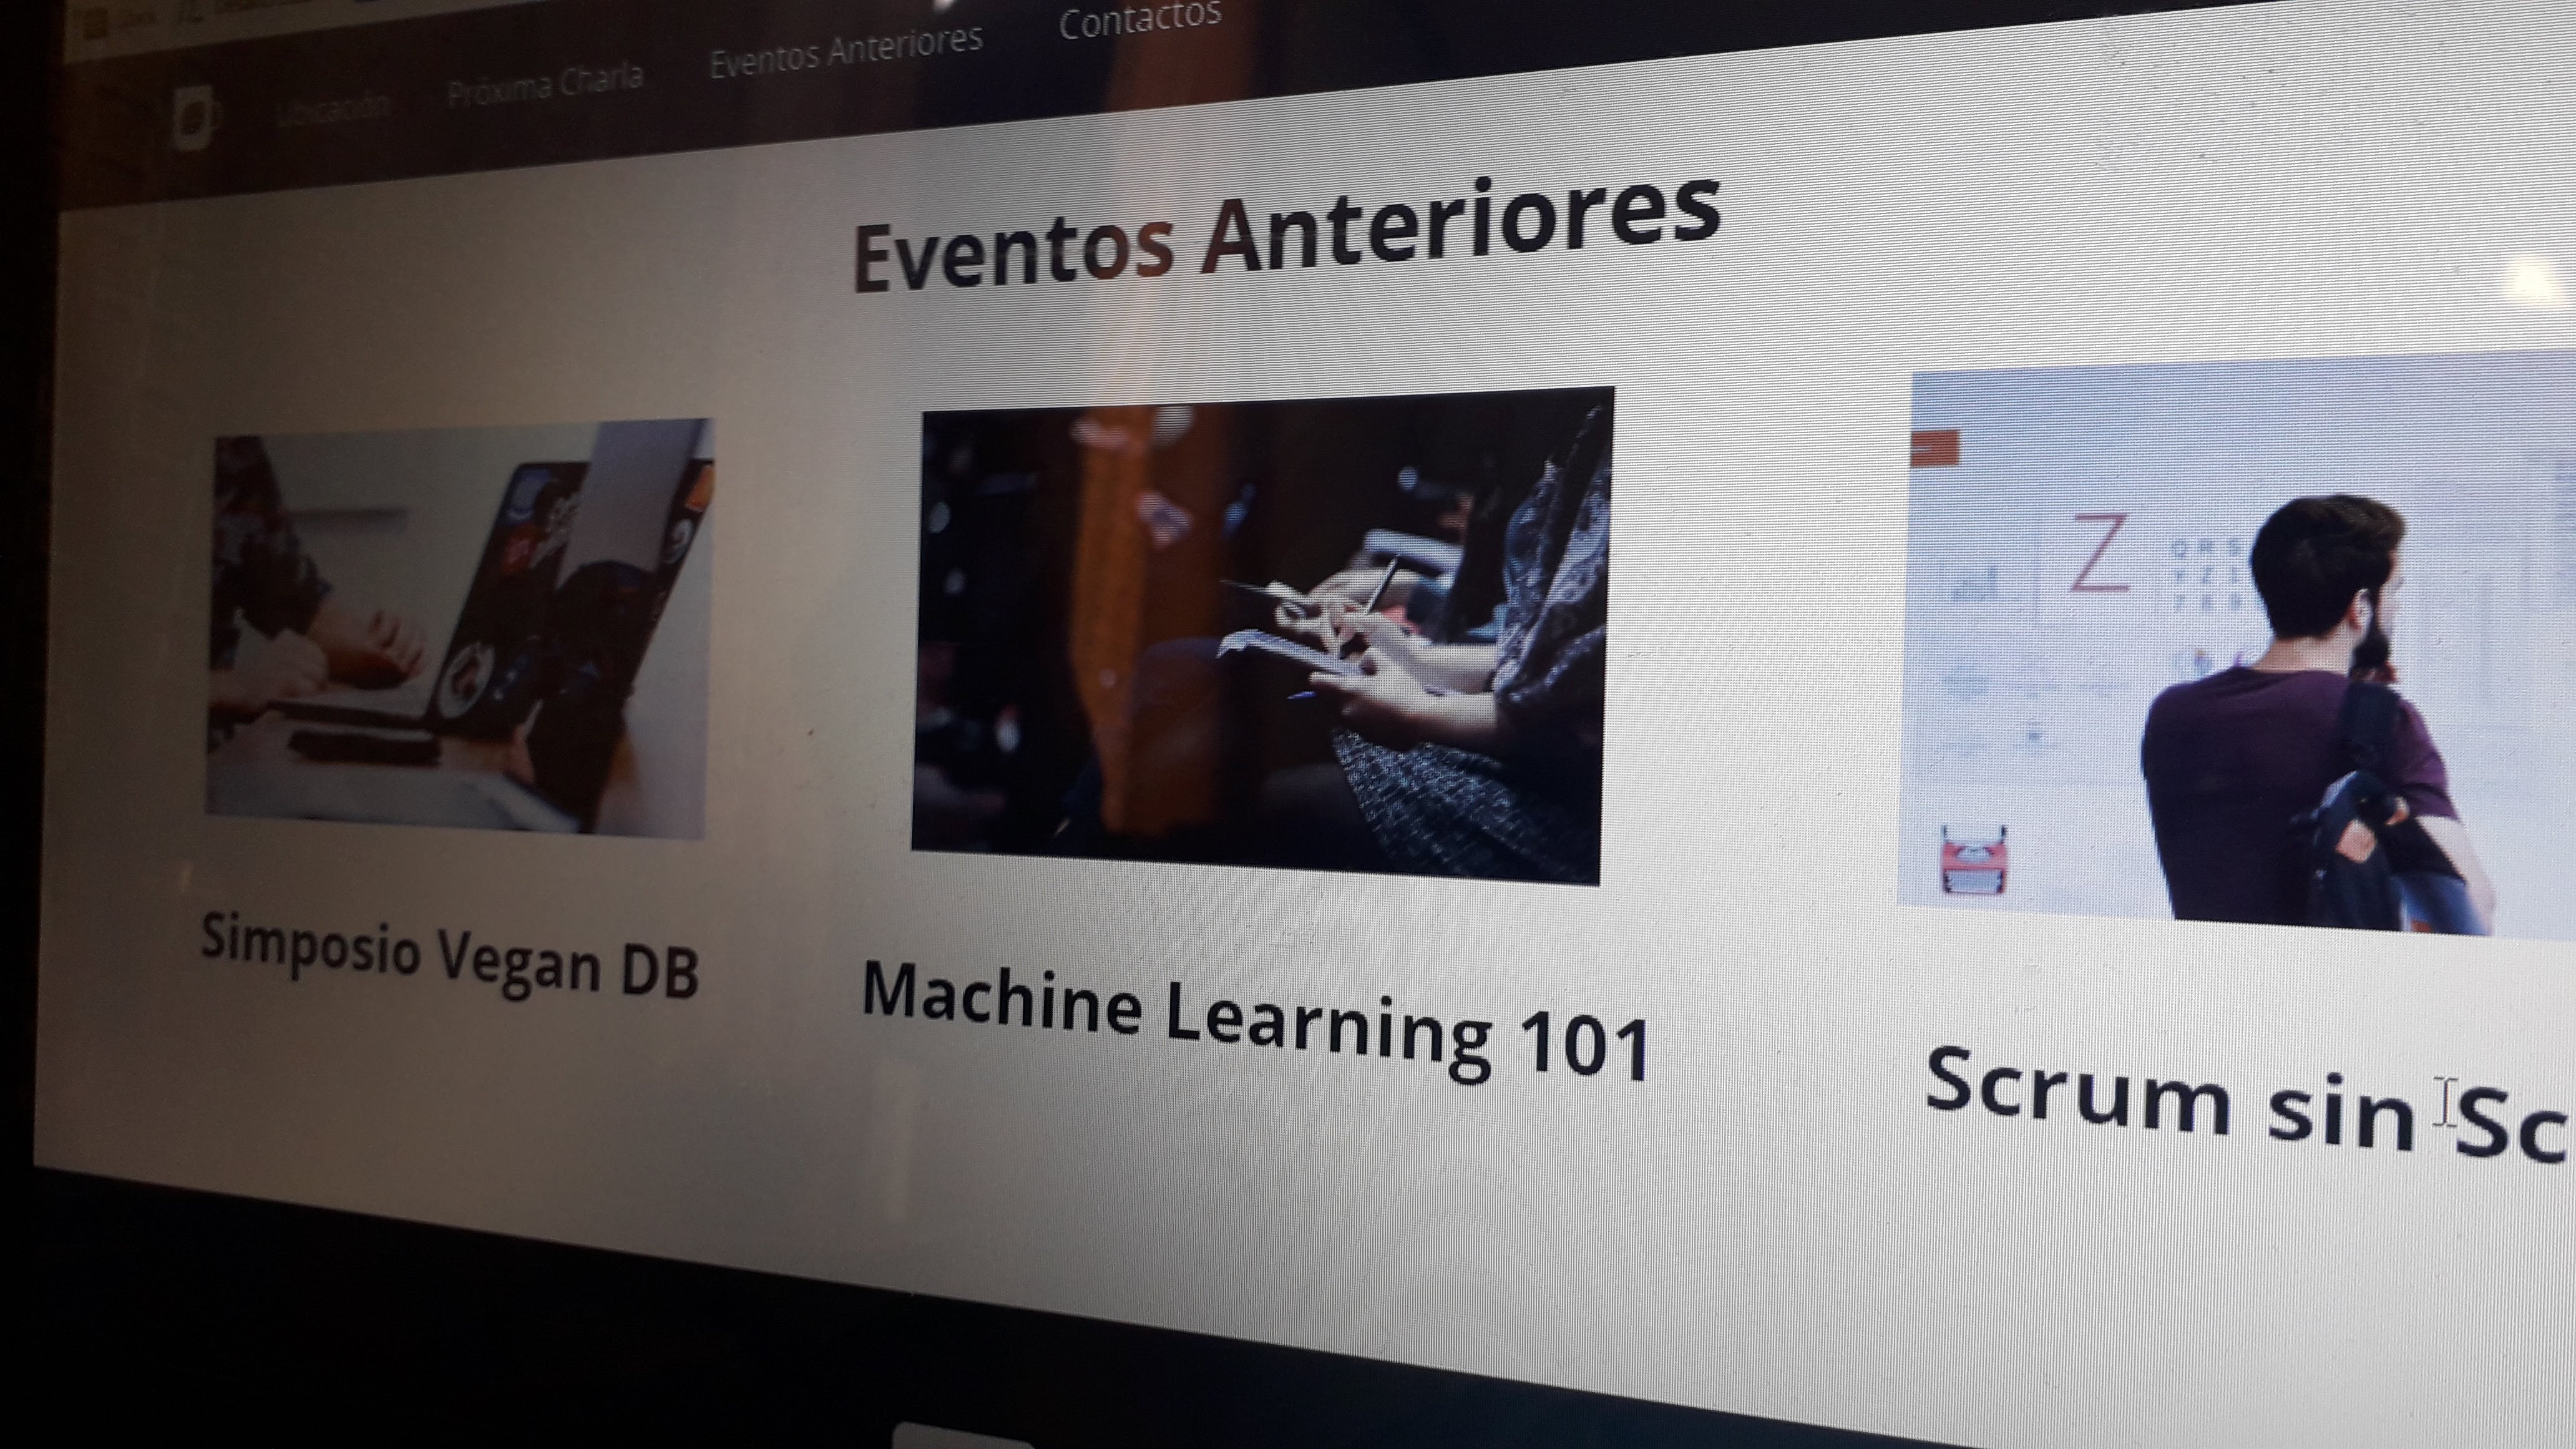 Ubicación
Próxima Charla
Eventos Anteriores
Contactos
Eventos Anteriores
Z
Simposio Vegan DB
Machine Learning 101
Scrum sin Sc